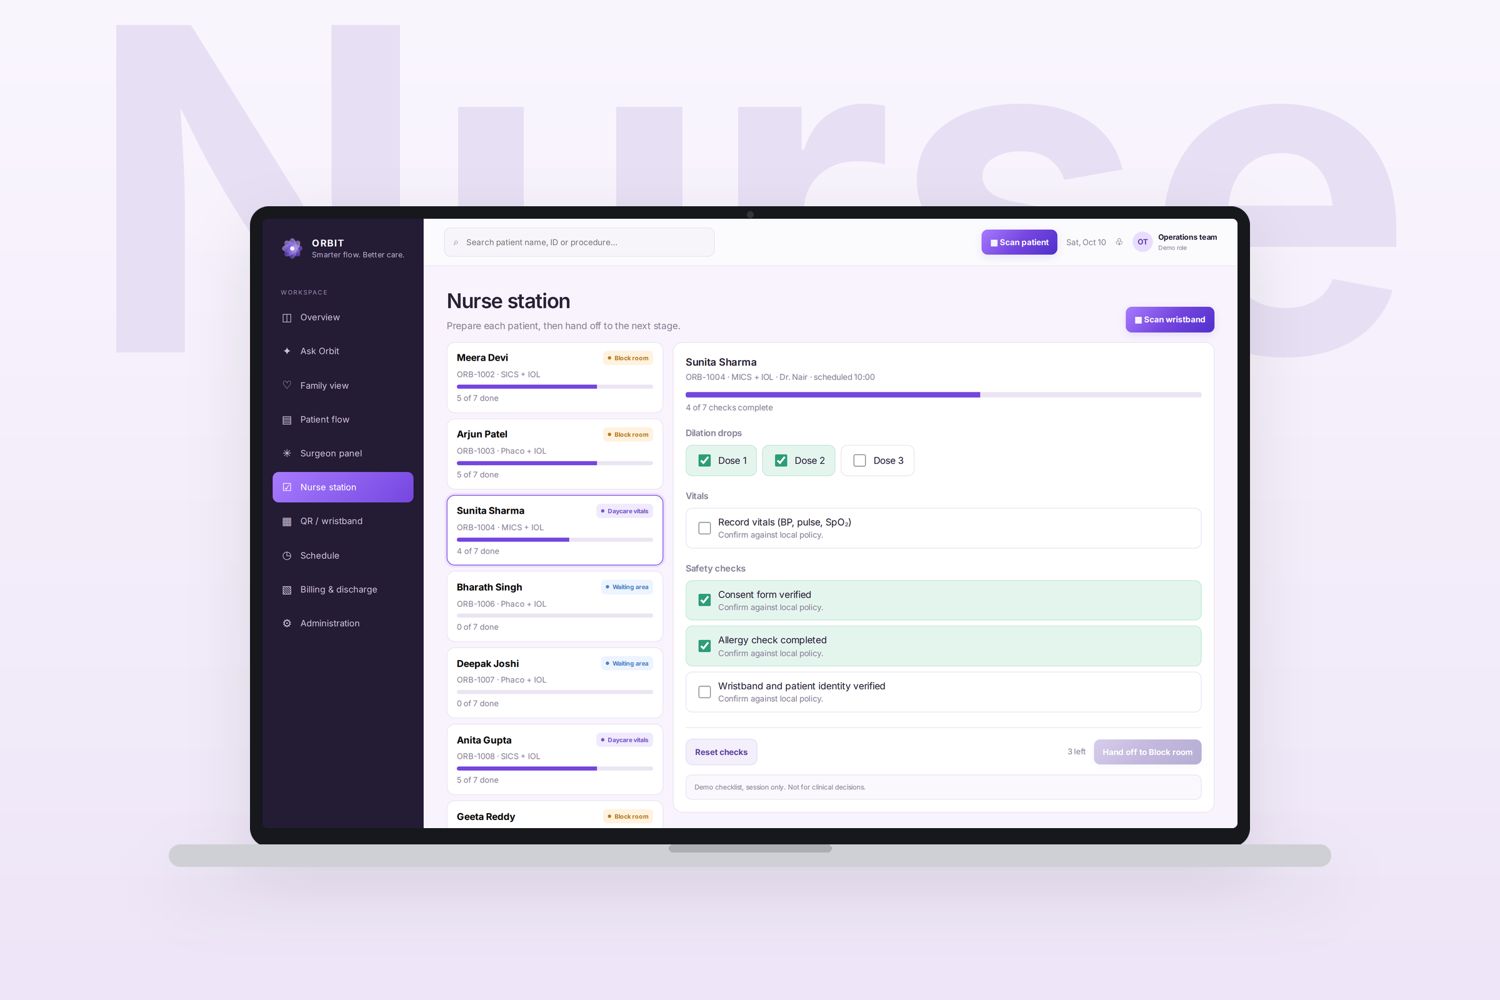 Nurse
ORBIT
Smarter flow. Better care.
WORKSPACE
Overview
Ask Orbit
Family view
Patient flow
Surgeon panel
Nurse station
QR / wristband
Schedule
Billing & discharge
Administration
Search patient name, ID or procedure...
Scan patient
Sat, Oct 10
OT
Operations team
Demo role
Nurse station
Prepare each patient, then hand off to the next stage.
Scan wristband
Meera Devi
Block room
ORB-1002 · SICS + IOL
5 of 7 done
Arjun Patel
Block room
ORB-1003 · Phaco + IOL
5 of 7 done
Sunita Sharma
Daycare vitals
ORB-1004 · MICS + IOL
4 of 7 done
Bharath Singh
Waiting area
ORB-1006 · Phaco + IOL
0 of 7 done
Deepak Joshi
Waiting area
ORB-1007 · Phaco + IOL
0 of 7 done
Anita Gupta
Daycare vitals
ORB-1008 · SICS + IOL
5 of 7 done
Geeta Reddy
Block room
Sunita Sharma
ORB-1004 · MICS + IOL · Dr. Nair · scheduled 10:00
4 of 7 checks complete
Dilation drops
Dose 1
Dose 2
Dose 3
Vitals
Record vitals (BP, pulse, SpO₂)
Confirm against local policy.
Safety checks
Consent form verified
Confirm against local policy.
Allergy check completed
Confirm against local policy.
Wristband and patient identity verified
Confirm against local policy.
Reset checks
3 left
Hand off to Block room
Demo checklist, session only. Not for clinical decisions.